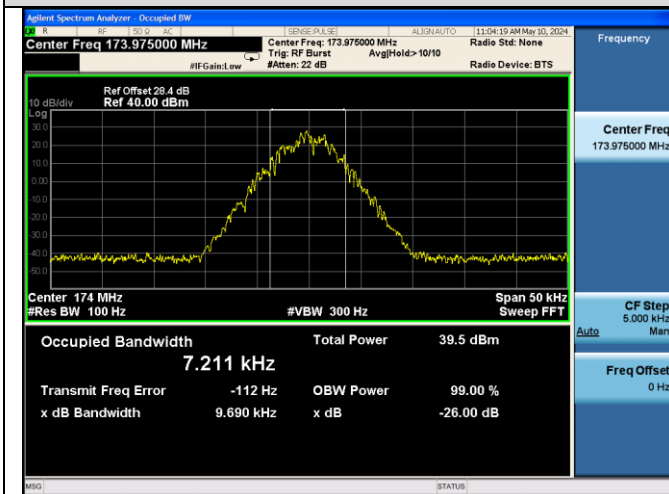 Agilent Spectrum Analyzer - Occupied BW
R RF 50 Ω AC SENSE:PULSE ALIGNAUTO 11:04:19 AM May 10, 2024
Center Freq 173.975000 MHz Center Freq: 173.975000 MHz Radio Std: None Frequency
Trig: RF Burst Avg|Hold>10/10
#IFGain:Low #Atten: 22 dB Radio Device: BTS
Ref Offset 28.4 dB
10 dB/div Ref 40.00 dBm
Log
30.0
20.0
10.0
0.00
-10.0
-20.0
-30.0
-40.0
-50.0
Center 174 MHz Span 50 kHz
#Res BW 100 Hz #VBW 300 Hz Sweep FFT
Occupied Bandwidth Total Power 39.5 dBm
7.211 kHz
Transmit Freq Error -112 Hz OBW Power 99.00 %
x dB Bandwidth 9.690 kHz x dB -26.00 dB
Center Freq
173.975000 MHz
CF Step
5.000 kHz
Auto Man
Freq Offset
0 Hz
MSG STATUS